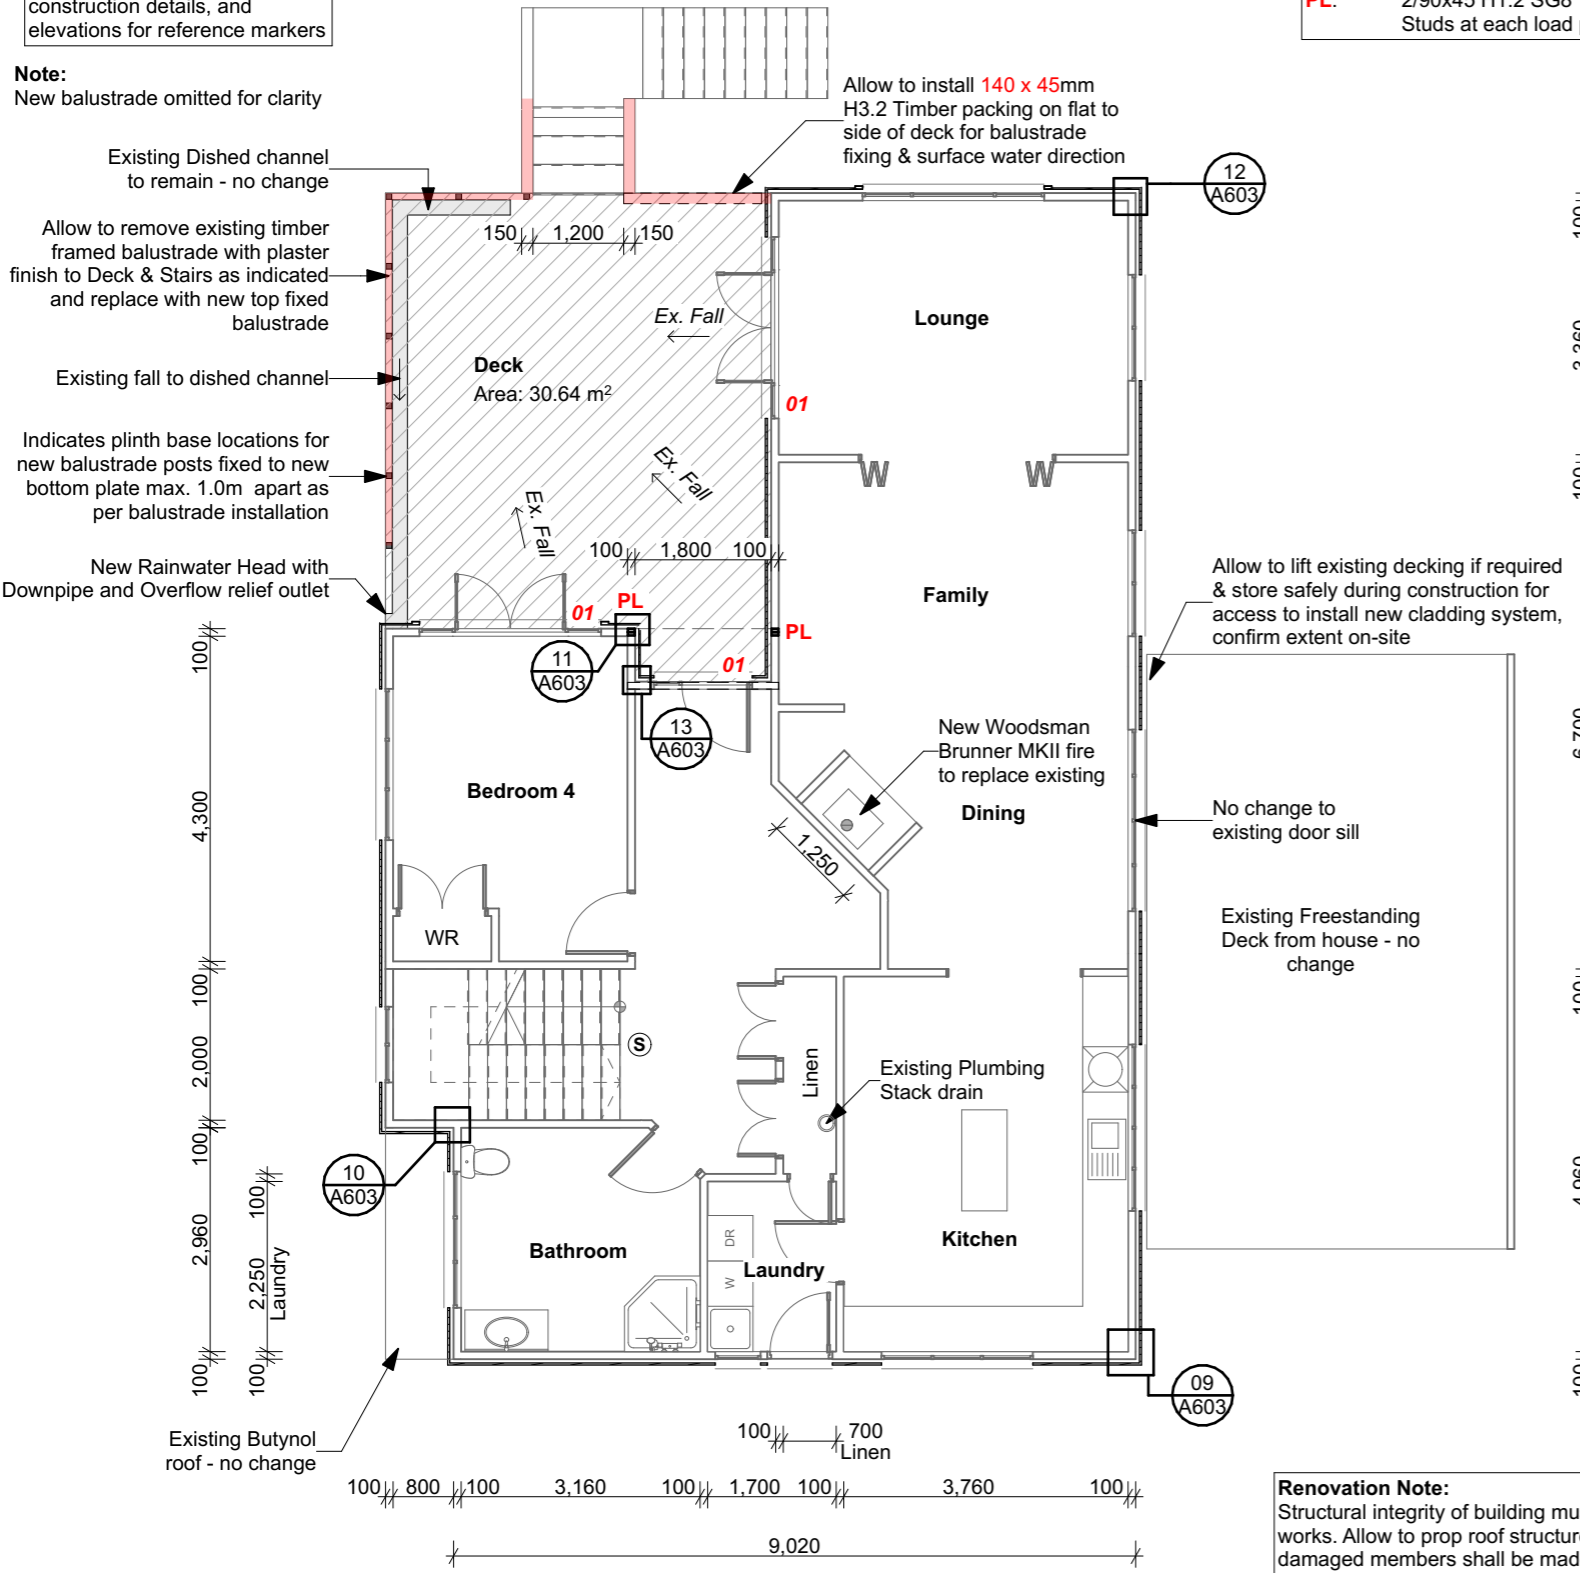 construction details, and
elevations for reference markers
Note:
New balustrade omitted for clarity
PL:
Studs at each load
Allow to install 140 x 45mm
H3.2 Timber packing on flat to
side of deck for balustrade
fixing & surface water direction
Existing Dished channel
to remain - no change
Allow to remove existing timber
framed balustrade with plaster
finish to Deck & Stairs as indicated
and replace with new top fixed
balustrade
Existing fall to dished channel
Indicates plinth base locations for
new balustrade posts fixed to new
bottom plate max. 1.0m apart as
per balustrade installation
New Rainwater Head with
Downpipe and Overflow relief outlet
12
A603
150 1,200 150
Ex. Fall
Deck
Area: 30.64 m²
Lounge
01
Ex. Fall
Ex. Fall
100 1,800 100
Family
01
PL
PL
01
11
A603
13
A603
Allow to lift existing decking if required
& store safely during construction for
access to install new cladding system,
confirm extent on-site
New Woodsman
Brunner MKII fire
to replace existing
Dining
1,250
No change to
existing door sill
Existing Freestanding
Deck from house - no
change
Bedroom 4
WR
S
Linen
Existing Plumbing
Stack drain
10
A603
Bathroom
DR
W
Laundry
Kitchen
09
A603
100
4,300
100
2,000
100
2,960
100
100
2,250
Laundry
100
Existing Butynol
roof - no change
100 700
Linen
100 800 100 3,160 100 1,700 100 3,760 100
9,020
Renovation Note:
Structural integrity of building
works. Allow to prop roof
damaged members shall be